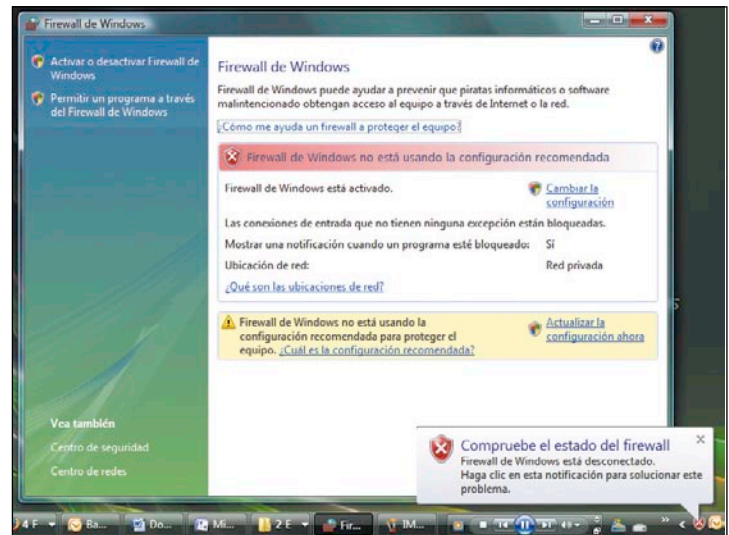 Firewall de Windows
Activar o desactivar Firewall de
Windows
Permitir un programa a través
del Firewall de Windows
Vea también
Centro de seguridad
Centro de redes
Firewall de Windows
Firewall de Windows puede ayudar a prevenir que piratas informáticos o software
malintencionado obtengan acceso al equipo a través de Internet o la red.
¿Cómo me ayuda un firewall a proteger el equipo?
Firewall de Windows no está usando la configuración recomendada
Firewall de Windows está activado.
Cambiar la
configuración
Las conexiones de entrada que no tienen ninguna excepción están bloqueadas.
Mostrar una notificación cuando un programa esté bloqueado: Sí
Ubicación de red: Red privada
¿Qué son las ubicaciones de red?
Firewall de Windows no está usando la
configuración recomendada para proteger el
equipo. ¿Cuál es la configuración recomendada?
Actualizar la
configuración ahora
Compruebe el estado del firewall
Firewall de Windows está desconectado.
Haga clic en esta notificación para solucionar este
problema.
4 F Ba... Do... Mi... 2 E Fir... IM...